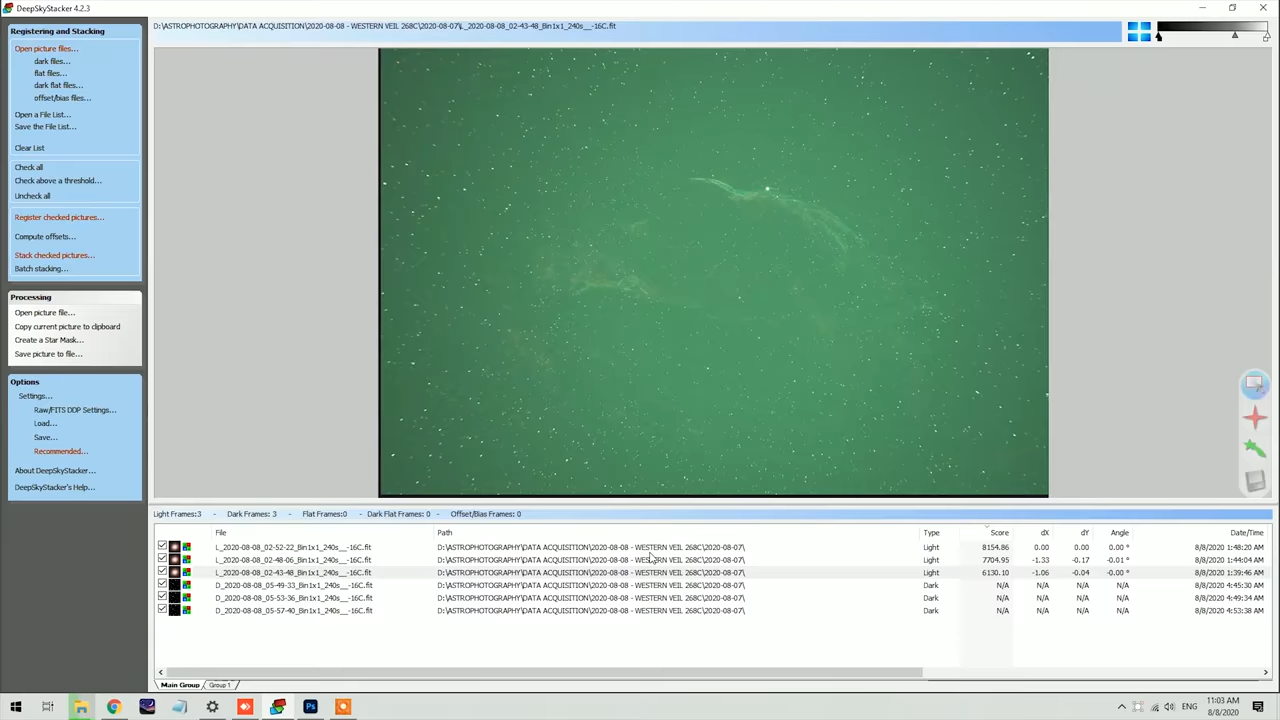 DeepSkyStacker 4.2.3
Registering and Stacking
Open picture files...
dark files...
flat files...
dark flat files...
offset/bias files...
Open a File List...
Save the File List...
Clear List
Check all
Check above a threshold...
Uncheck all
Register checked pictures...
Compute offsets...
Stack checked pictures...
Batch stacking...
Processing
Open picture file...
Copy current picture to clipboard
Create a Star Mask...
Save picture to file...
Options
Settings...
Raw/FITS DDP Settings...
Load...
Save...
Recommended...
About DeepSkyStacker...
DeepSkyStacker's Help...
D:\ASTROPHOTOGRAPHY\DATA ACQUISITION\2020-08-08 - WESTERN VEIL 268C\2020-08-07\L_2020-08-08_02-43-48_Bin1x1_240s__-16C.fit
Light Frames:3 - Dark Frames: 3 - Flat Frames:0 - Dark Flat Frames: 0 - Offset/Bias Frames: 0
File Path Type Score dX dY Angle Date/Time
L_2020-08-08_02-52-22_Bin1x1_240s__-16C.fit D:\ASTROPHOTOGRAPHY\DATA ACQUISITION\2020-08-08 - WESTERN VEIL 268C\2020-08-07\ Light 8154.86 0.00 0.00 0.00 ° 8/8/2020 1:48:20 AM
L_2020-08-08_02-48-06_Bin1x1_240s__-16C.fit D:\ASTROPHOTOGRAPHY\DATA ACQUISITION\2020-08-08 - WESTERN VEIL 268C\2020-08-07\ Light 7704.95 -1.33 -0.17 -0.01 ° 8/8/2020 1:44:04 AM
L_2020-08-08_02-43-48_Bin1x1_240s__-16C.fit D:\ASTROPHOTOGRAPHY\DATA ACQUISITION\2020-08-08 - WESTERN VEIL 268C\2020-08-07\ Light 6130.10 -1.06 -0.04 -0.00 ° 8/8/2020 1:39:46 AM
D_2020-08-08_05-49-33_Bin1x1_240s__-16C.fit D:\ASTROPHOTOGRAPHY\DATA ACQUISITION\2020-08-08 - WESTERN VEIL 268C\2020-08-07\ Dark N/A N/A N/A N/A 8/8/2020 4:45:30 AM
D_2020-08-08_05-53-36_Bin1x1_240s__-16C.fit D:\ASTROPHOTOGRAPHY\DATA ACQUISITION\2020-08-08 - WESTERN VEIL 268C\2020-08-07\ Dark N/A N/A N/A N/A 8/8/2020 4:49:34 AM
D_2020-08-08_05-57-40_Bin1x1_240s__-16C.fit D:\ASTROPHOTOGRAPHY\DATA ACQUISITION\2020-08-08 - WESTERN VEIL 268C\2020-08-07\ Dark N/A N/A N/A N/A 8/8/2020 4:53:38 AM
Main Group Group 1
Ps
ENG
11:03 AM
8/8/2020